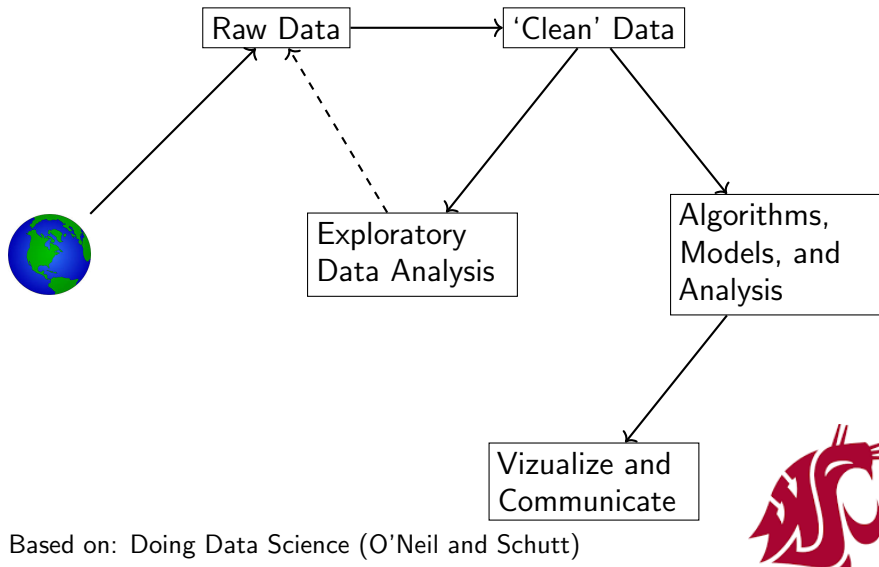 Raw Data
‘Clean’ Data
Exploratory
Data Analysis
Algorithms,
Models, and
Analysis
Vizualize and
Communicate
Based on: Doing Data Science (O'Neil and Schutt)